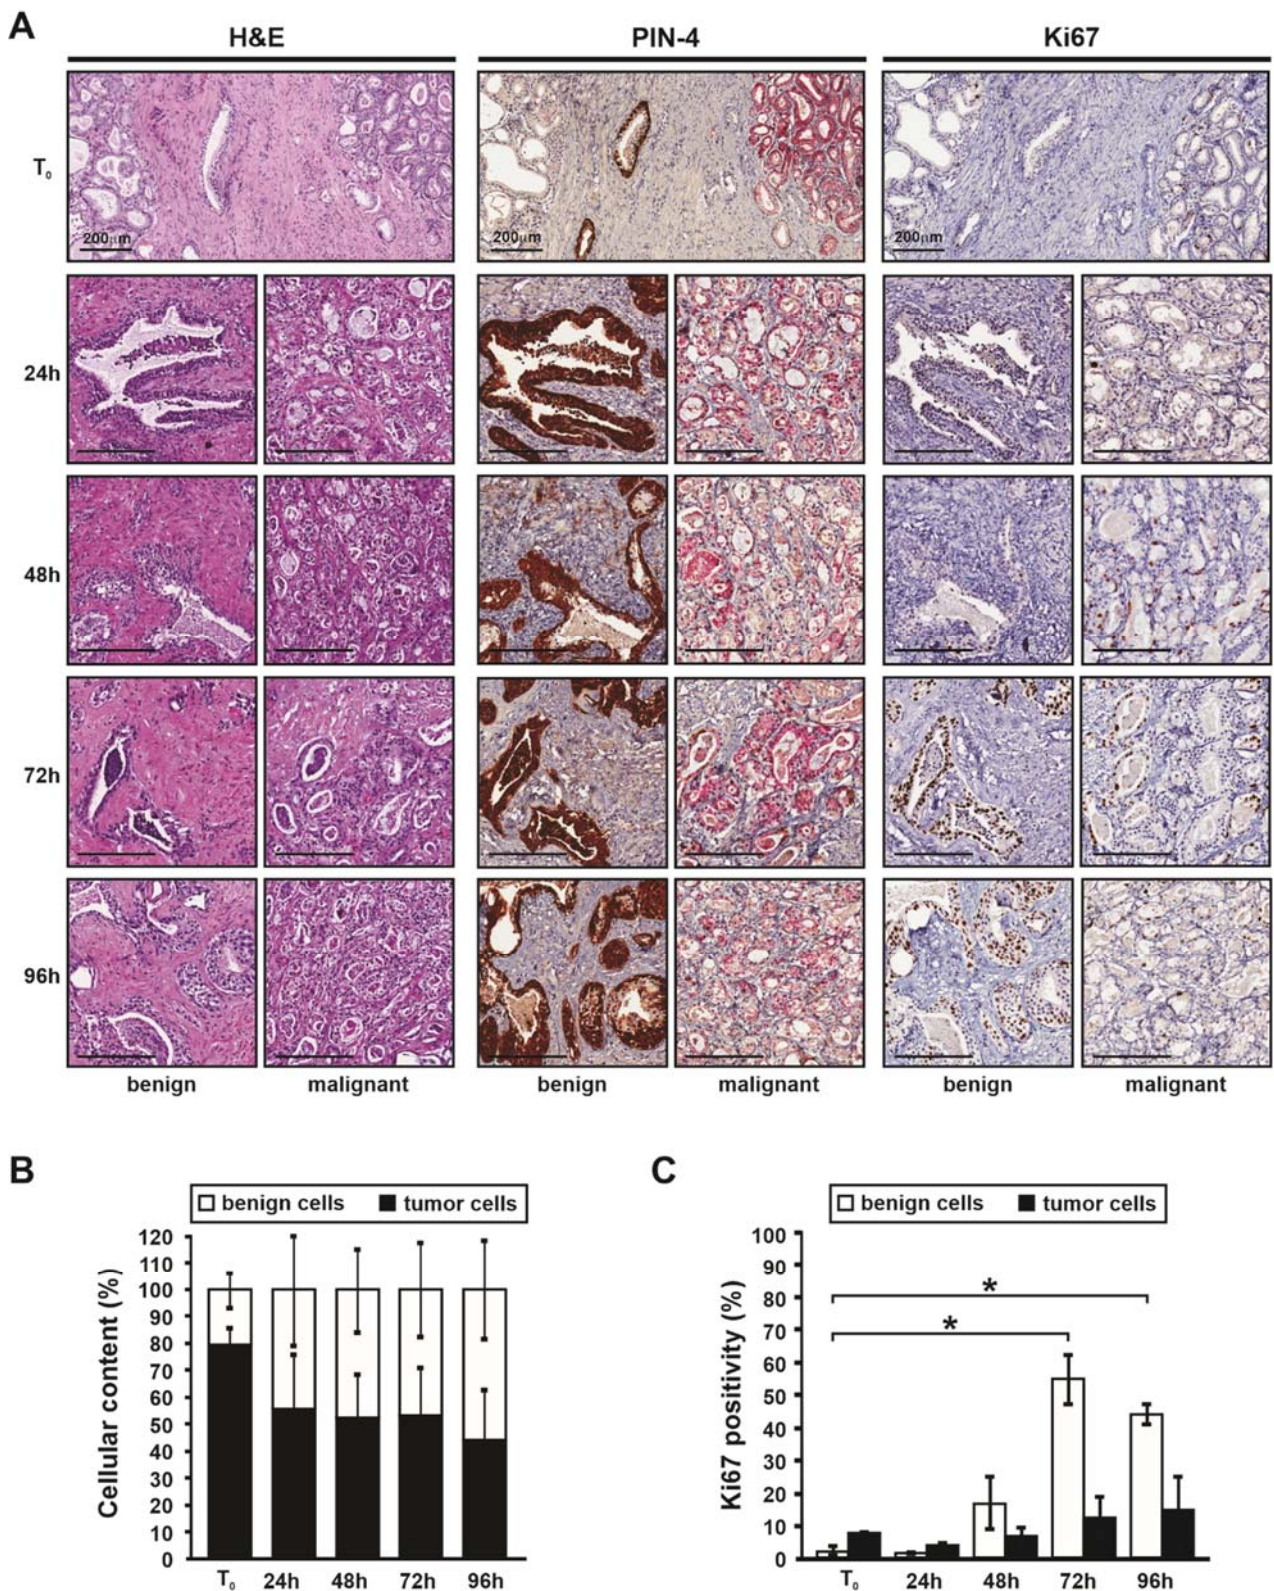 A
H&E PIN-4 Ki67
T0
200μm 200μm 200μm
24h
48h
72h
96h
benign malignant benign malignant benign malignant
B
benign cells tumor cells
Cellular content (%)
120
110
100
90
80
70
60
50
40
30
20
10
0
T0 24h 48h 72h 96h
C
benign cells tumor cells
Ki67 positivity (%)
100
90
80
70
60
50
40
30
20
10
0
*
*
T0 24h 48h 72h 96h